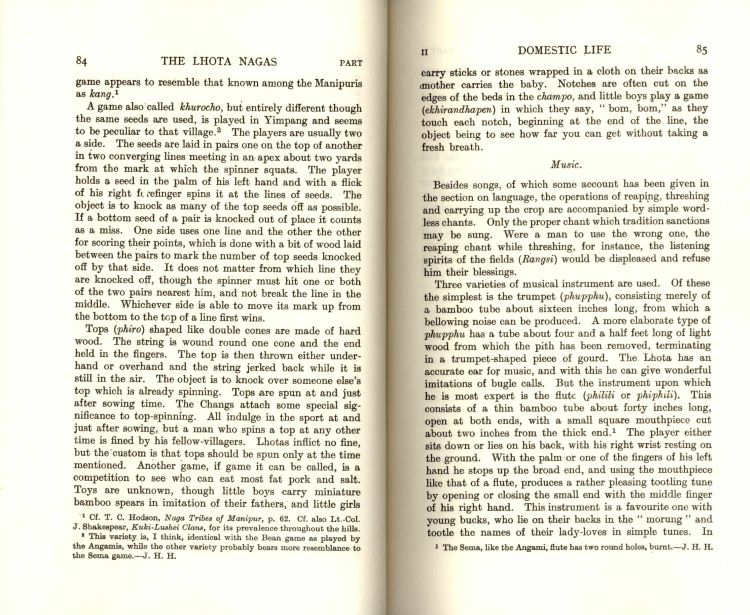 84 THE LHOTA NAGAS PART
game appears to resemble that known among the Manipuris
as kang.¹
A game also called khurocho, but entirely different though
the same seeds are used, is played in Yimpang and seems
to be peculiar to that village.² The players are usually two
a side. The seeds are laid in pairs one on the top of another
in two converging lines meeting in an apex about two yards
from the mark at which the spinner squats. The player
holds a seed in the palm of his left hand and with a flick
of his right forefinger spins it at the lines of seeds. The
object is to knock as many of the top seeds off as possible.
If a bottom seed of a pair is knocked out of place it counts
as a miss. One side uses one line and the other the other
for scoring their points, which is done with a bit of wood laid
between the pairs to mark the number of top seeds knocked
off by that side. It does not matter from which line they
are knocked off, though the spinner must hit one or both
of the two pairs nearest him, and not break the line in the
middle. Whichever side is able to move its mark up from
the bottom to the top of a line first wins.
Tops (phiro) shaped like double cones are made of hard
wood. The string is wound round one cone and the end
held in the fingers. The top is then thrown either under-
hand or overhand and the string jerked back while it is
still in the air. The object is to knock over someone else's
top which is already spinning. Tops are spun at and just
after sowing time. The Changs attach some special sig-
nificance to top-spinning. All indulge in the sport at and
just after sowing, but a man who spins a top at any other
time is fined by his fellow-villagers. Lhotas inflict no fine,
but the custom is that tops should be spun only at the time
mentioned. Another game, if game it can be called, is a
competition to see who can eat most fat pork and salt.
Toys are unknown, though little boys carry miniature
bamboo spears in imitation of their fathers, and little girls
¹ Cf. T. C. Hodson, Naga Tribes of Manipur, p. 62. Cf. also Lt.-Col.
J. Shakespear, Kuki-Lushei Clans, for its prevalence throughout the hills.
² This variety is, I think, identical with the Bean game as played by
the Angamis, while the other variety probably bears more resemblance to
the Sema game.—J. H. H.
II DOMESTIC LIFE 85
carry sticks or stones wrapped in a cloth on their backs as
mother carries the baby. Notches are often cut on the
edges of the beds in the champo, and little boys play a game
(ekhirandhapen) in which they say, " bom, bom," as they
touch each notch, beginning at the end of the line, the
object being to see how far you can get without taking a
fresh breath.
Music.
Besides songs, of which some account has been given in
the section on language, the operations of reaping, threshing
and carrying up the crop are accompanied by simple word-
less chants. Only the proper chant which tradition sanctions
may be sung. Were a man to use the wrong one, the
reaping chant while threshing, for instance, the listening
spirits of the fields (Rangsi) would be displeased and refuse
him their blessings.
Three varieties of musical instrument are used. Of these
the simplest is the trumpet (phupphu), consisting merely of
a bamboo tube about sixteen inches long, from which a
bellowing noise can be produced. A more elaborate type of
phupphu has a tube about four and a half feet long of light
wood from which the pith has been removed, terminating
in a trumpet-shaped piece of gourd. The Lhota has an
accurate ear for music, and with this he can give wonderful
imitations of bugle calls. But the instrument upon which
he is most expert is the flute (philili or phiphili). This
consists of a thin bamboo tube about forty inches long,
open at both ends, with a small square mouthpiece cut
about two inches from the thick end.¹ The player either
sits down or lies on his back, with his right wrist resting on
the ground. With the palm or one of the fingers of his left
hand he stops up the broad end, and using the mouthpiece
like that of a flute, produces a rather pleasing tootling tune
by opening or closing the small end with the middle finger
of his right hand. This instrument is a favourite one with
young bucks, who lie on their backs in the " morung " and
tootle the names of their lady-loves in simple tunes. In
¹ The Sema, like the Angami, flute has two round holes, burnt.—J. H. H.